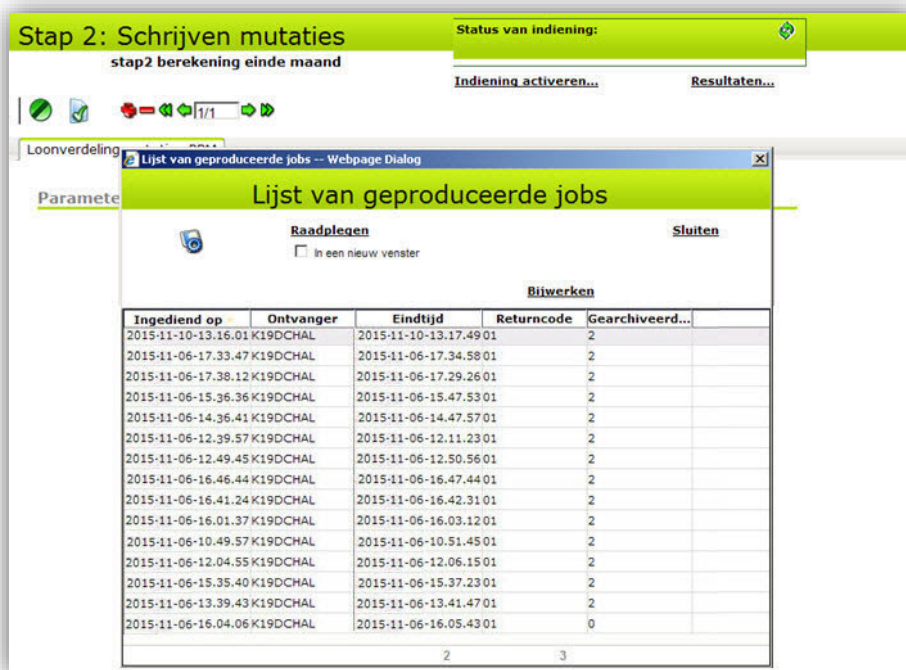 Stap 2: Schrijven mutaties
Status van indiening:
stap2 berekening einde maand
Indiening activeren...
Resultaten...
1/1
Loonverdeling
Lijst van geproduceerde jobs -- Webpage Dialog
Lijst van geproduceerde jobs
Paramete
Raadplegen
Sluiten
In een nieuw venster
Bijwerken
Ingediend op Ontvanger Eindtijd Returncode Gearchiveerd...
2015-11-10-13.16.01 K19DCHAL 2015-11-10-13.17.49 01 2
2015-11-06-17.33.47 K19DCHAL 2015-11-06-17.34.58 01 2
2015-11-06-17.38.12 K19DCHAL 2015-11-06-17.29.26 01 2
2015-11-06-15.36.36 K19DCHAL 2015-11-06-15.47.53 01 2
2015-11-06-14.36.41 K19DCHAL 2015-11-06-14.47.57 01 2
2015-11-06-12.39.57 K19DCHAL 2015-11-06-12.11.23 01 2
2015-11-06-12.49.45 K19DCHAL 2015-11-06-12.50.56 01 2
2015-11-06-16.46.44 K19DCHAL 2015-11-06-16.47.44 01 2
2015-11-06-16.41.24 K19DCHAL 2015-11-06-16.42.31 01 2
2015-11-06-16.01.37 K19DCHAL 2015-11-06-16.03.12 01 2
2015-11-06-10.49.57 K19DCHAL 2015-11-06-10.51.45 01 2
2015-11-06-12.04.55 K19DCHAL 2015-11-06-12.06.15 01 2
2015-11-06-15.35.40 K19DCHAL 2015-11-06-15.37.23 01 2
2015-11-06-13.39.43 K19DCHAL 2015-11-06-13.41.47 01 2
2015-11-06-16.04.06 K19DCHAL 2015-11-06-16.05.43 01 0
2 3